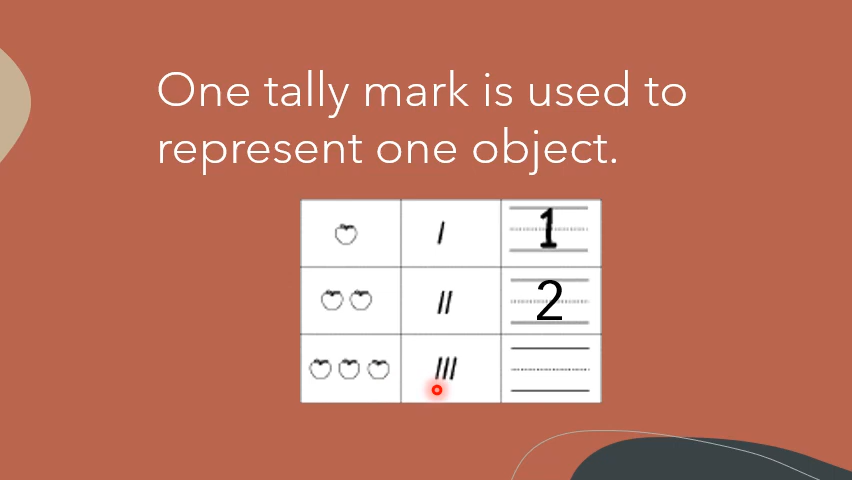 One tally mark is used to
represent one object.
/ 1
// 2
///